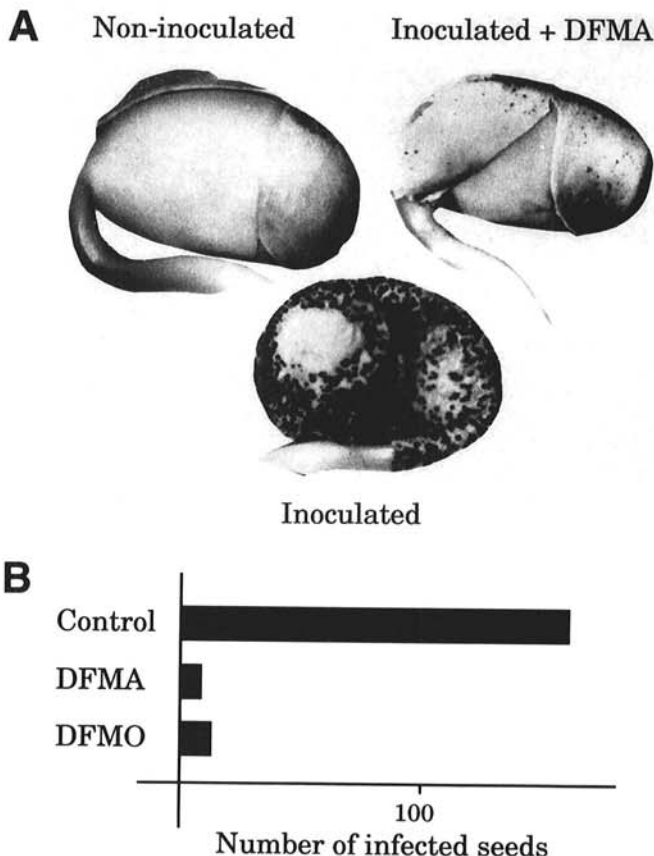 A
Non-inoculated
Inoculated + DFMA
Inoculated
B
Control
DFMA
DFMO
100
Number of infected seeds